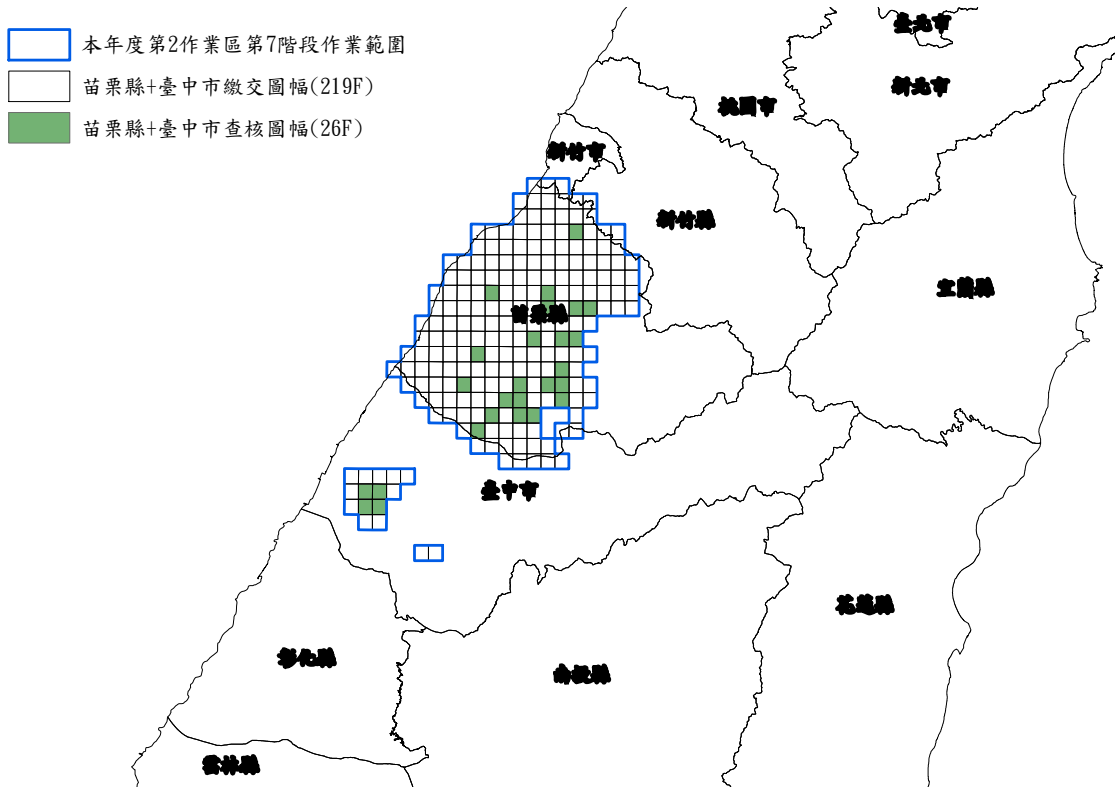 本年度第2作業區第7階段作業範圍
苗栗縣+臺中市繳交圖幅(219F)
苗栗縣+臺中市查核圖幅(26F)
臺北市
新北市
桃園市
新竹市
新竹縣
宜蘭縣
苗栗縣
臺中市
花蓮縣
彰化縣
南投縣
雲林縣